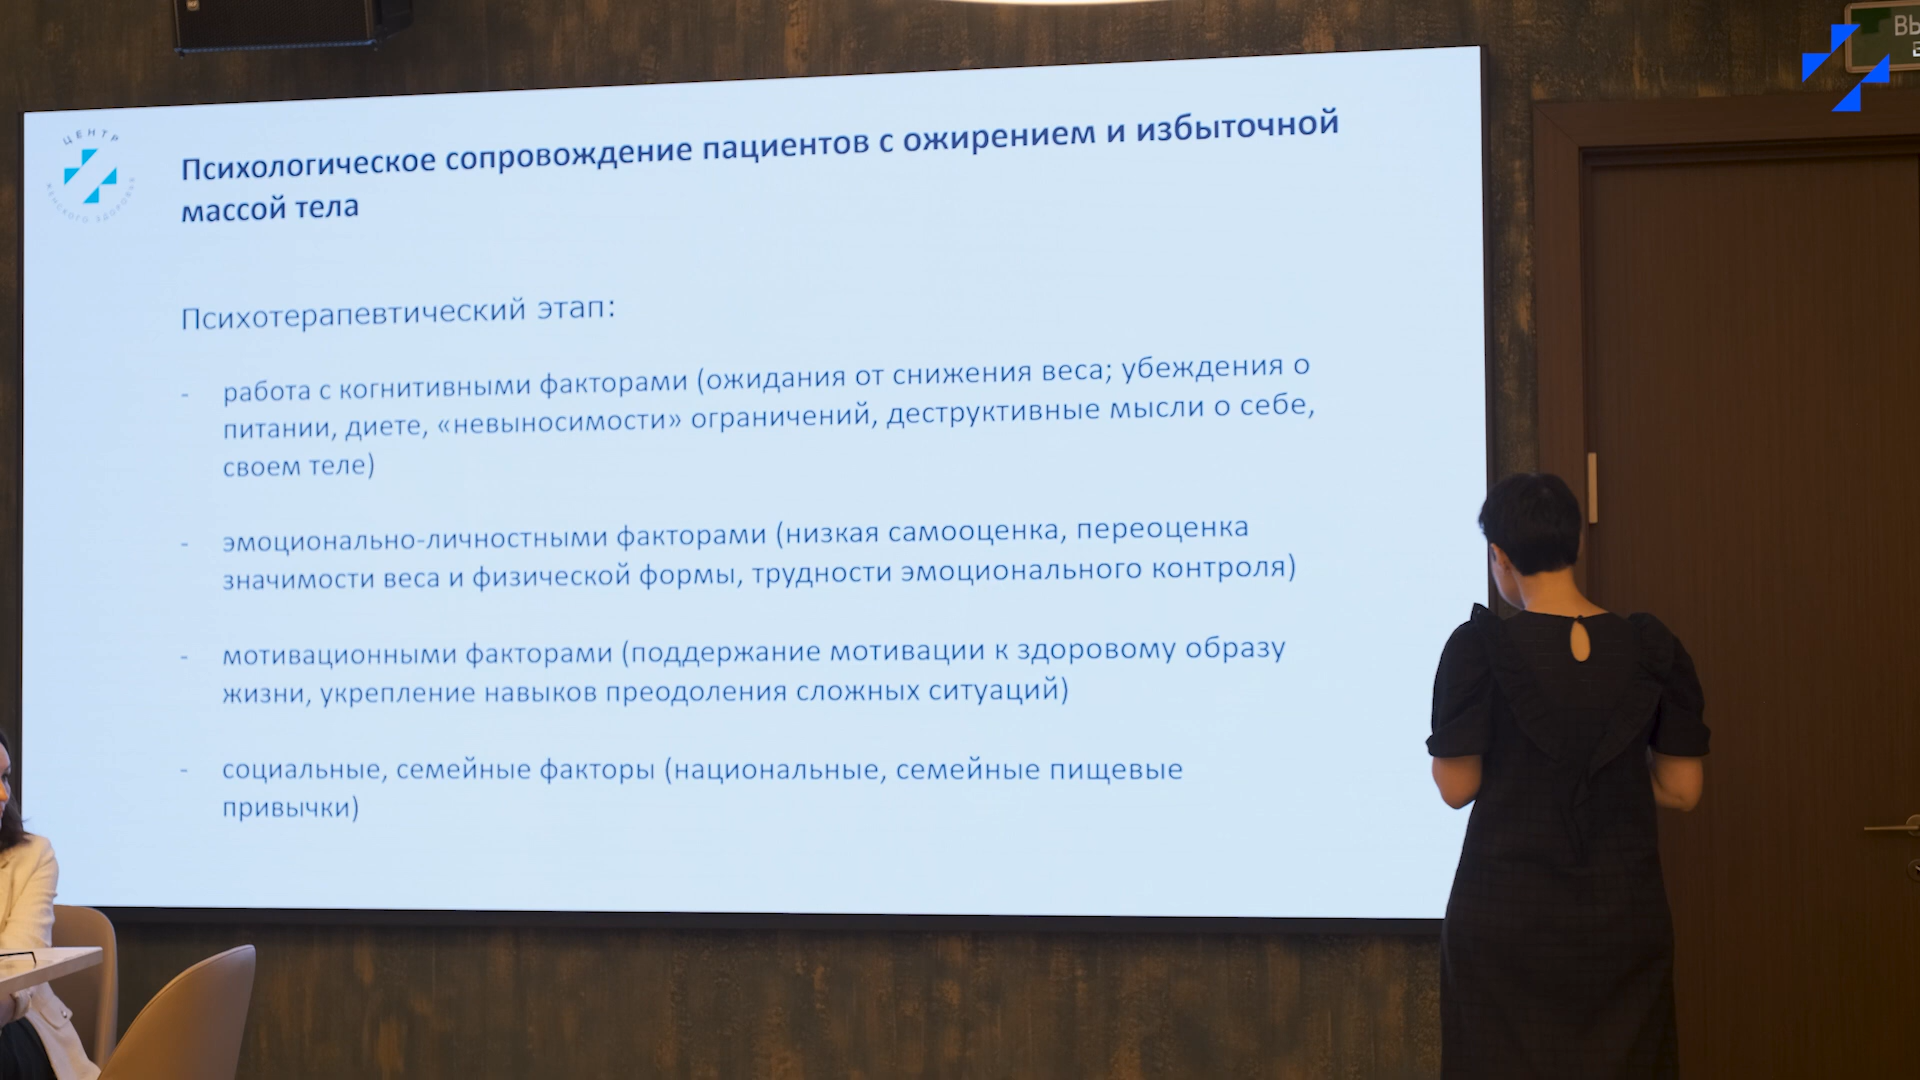 ЦЕНТР
ЖЕНСКОГО ЗДОРОВЬЯ
Психологическое сопровождение пациентов с ожирением и избыточной
массой тела
Психотерапевтический этап:
- работа с когнитивными факторами (ожидания от снижения веса; убеждения о
питании, диете, «невыносимости» ограничений, деструктивные мысли о себе,
своем теле)
- эмоционально-личностными факторами (низкая самооценка, переоценка
значимости веса и физической формы, трудности эмоционального контроля)
- мотивационными факторами (поддержание мотивации к здоровому образу
жизни, укрепление навыков преодоления сложных ситуаций)
- социальные, семейные факторы (национальные, семейные пищевые
привычки)